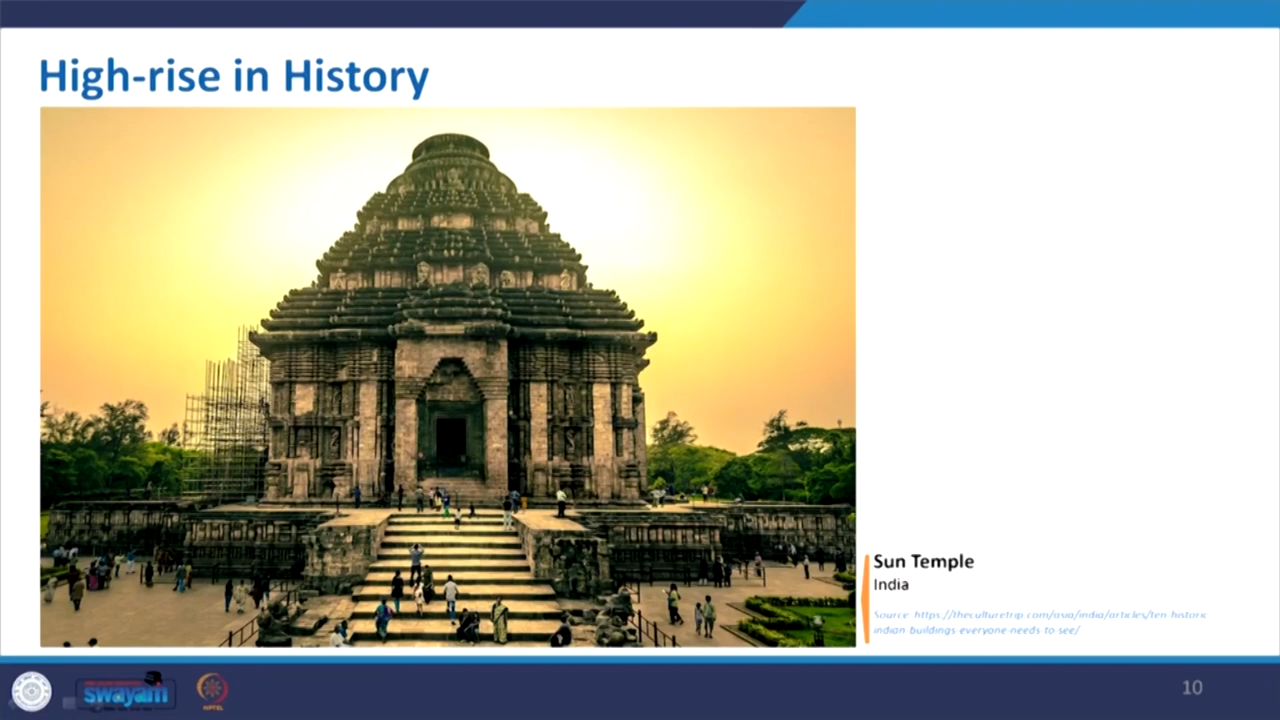 High-rise in History
Sun Temple
India
Source: https://theculturetrip.com/asia/india/articles/ten-historic
indian-buildings-everyone-needs-to-see/
swayam
10